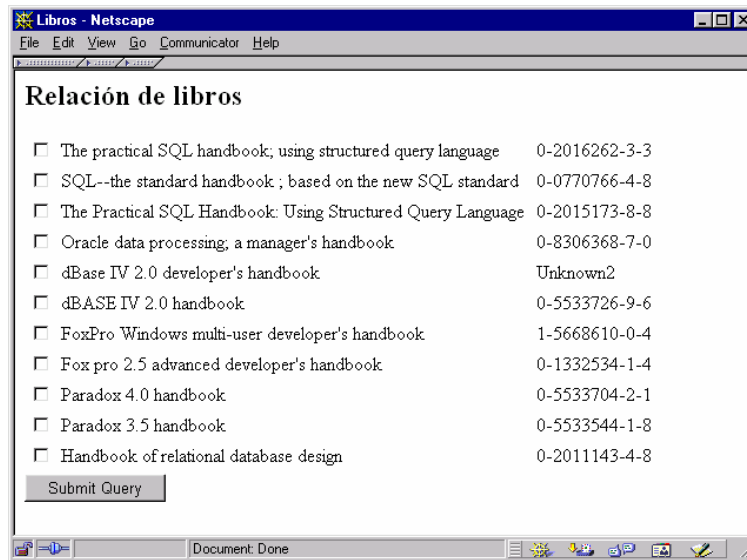 Libros - Netscape
File Edit View Go Communicator Help
Relación de libros
The practical SQL handbook; using structured query language 0-2016262-3-3
SQL--the standard handbook ; based on the new SQL standard 0-0770766-4-8
The Practical SQL Handbook: Using Structured Query Language 0-2015173-8-8
Oracle data processing; a manager's handbook 0-8306368-7-0
dBase IV 2.0 developer's handbook Unknown2
dBASE IV 2.0 handbook 0-5533726-9-6
FoxPro Windows multi-user developer's handbook 1-5668610-0-4
Fox pro 2.5 advanced developer's handbook 0-1332534-1-4
Paradox 4.0 handbook 0-5533704-2-1
Paradox 3.5 handbook 0-5533544-1-8
Handbook of relational database design 0-2011143-4-8
Submit Query
Document: Done